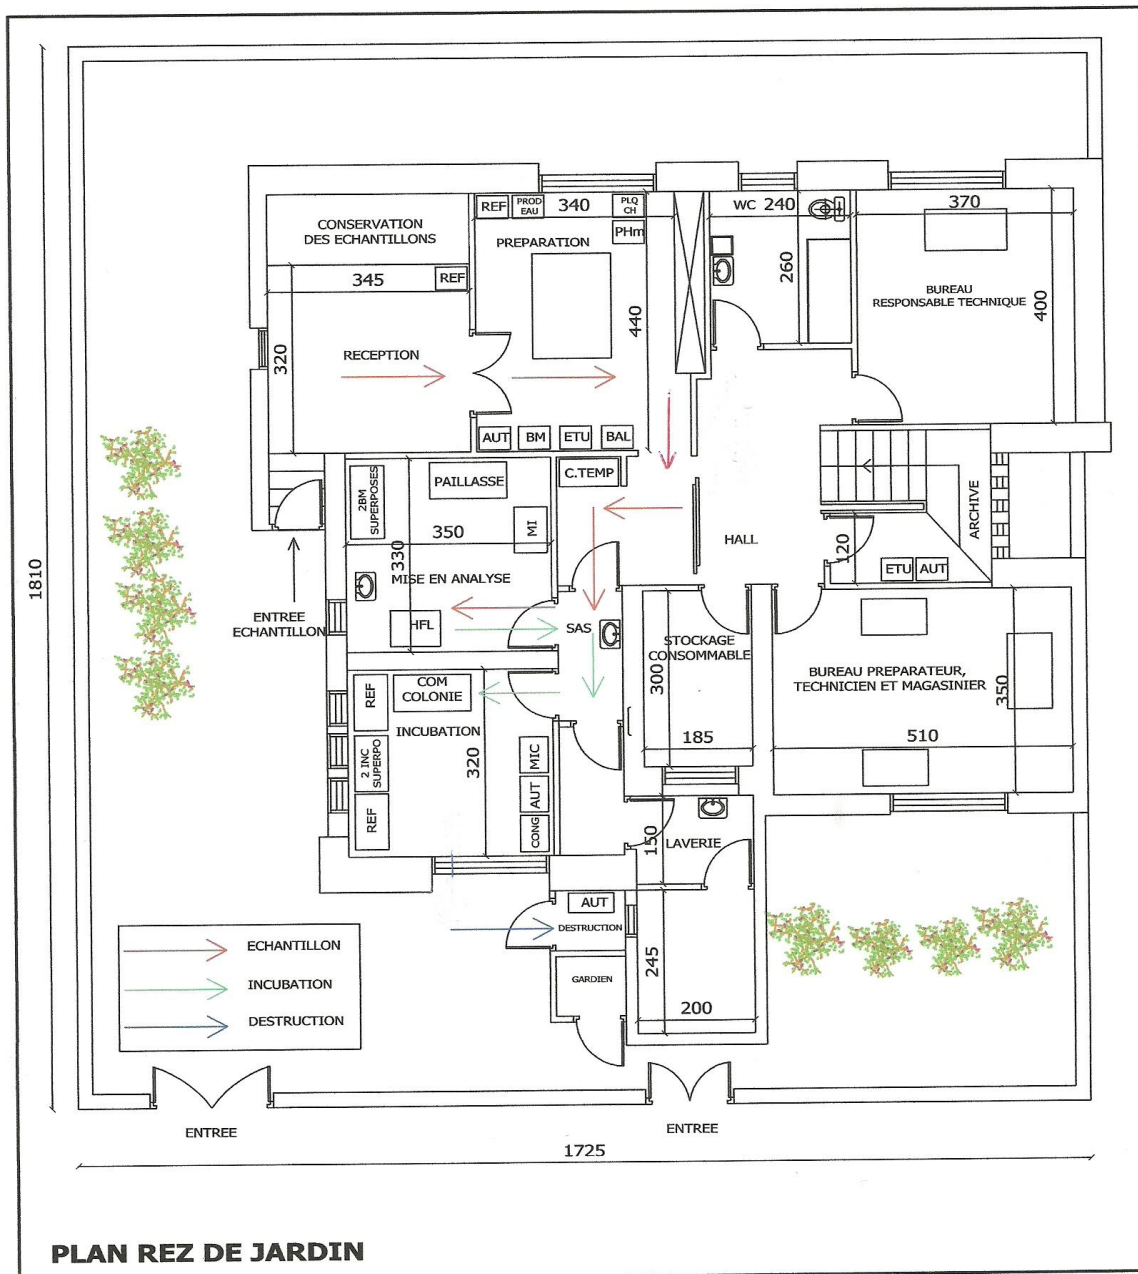 CONSERVATION
DES ECHANTILLONS
345
REF
320
RECEPTION
REF
PROD
EAU
340
PLQ
CH
PHm
PREPARATION
440
AUT
BM
ETU
BAL
WC
240
260
370
BUREAU
RESPONSABLE TECHNIQUE
400
2BM
SUPERPOSES
PAILLASSE
350
MI
330
MISE EN ANALYSE
HFL
C.TEMP
HALL
ARCHIVE
120
ETU
AUT
ENTREE
ECHANTILLON
SAS
STOCKAGE
CONSOMMABLE
300
185
BUREAU PREPARATEUR,
TECHNICIEN ET MAGASINIER
350
510
REF
COM
COLONIE
INCUBATION
2 INC
SUPERPO
320
MIC
AUT
REF
CONG
150
LAVERIE
AUT
DESTRUCTION
245
GARDIEN
200
ECHANTILLON
INCUBATION
DESTRUCTION
1810
ENTREE
ENTREE
1725
PLAN REZ DE JARDIN